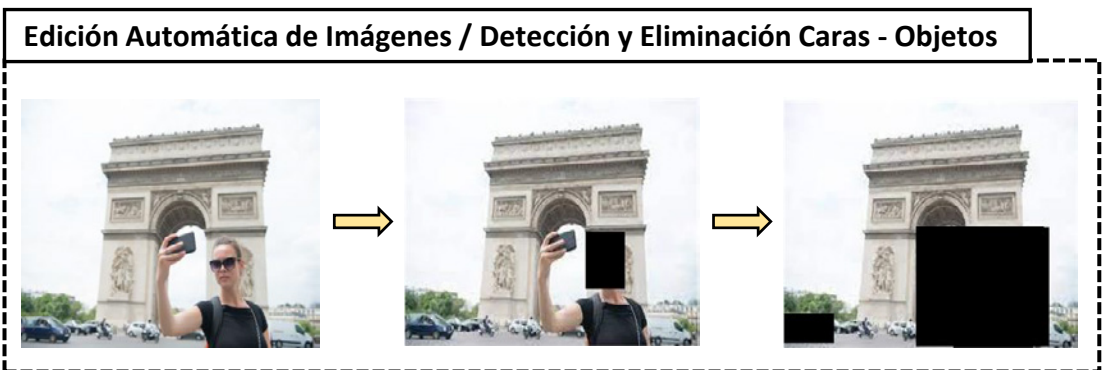 Edición Automática de Imágenes / Detección y Eliminación Caras - Objetos